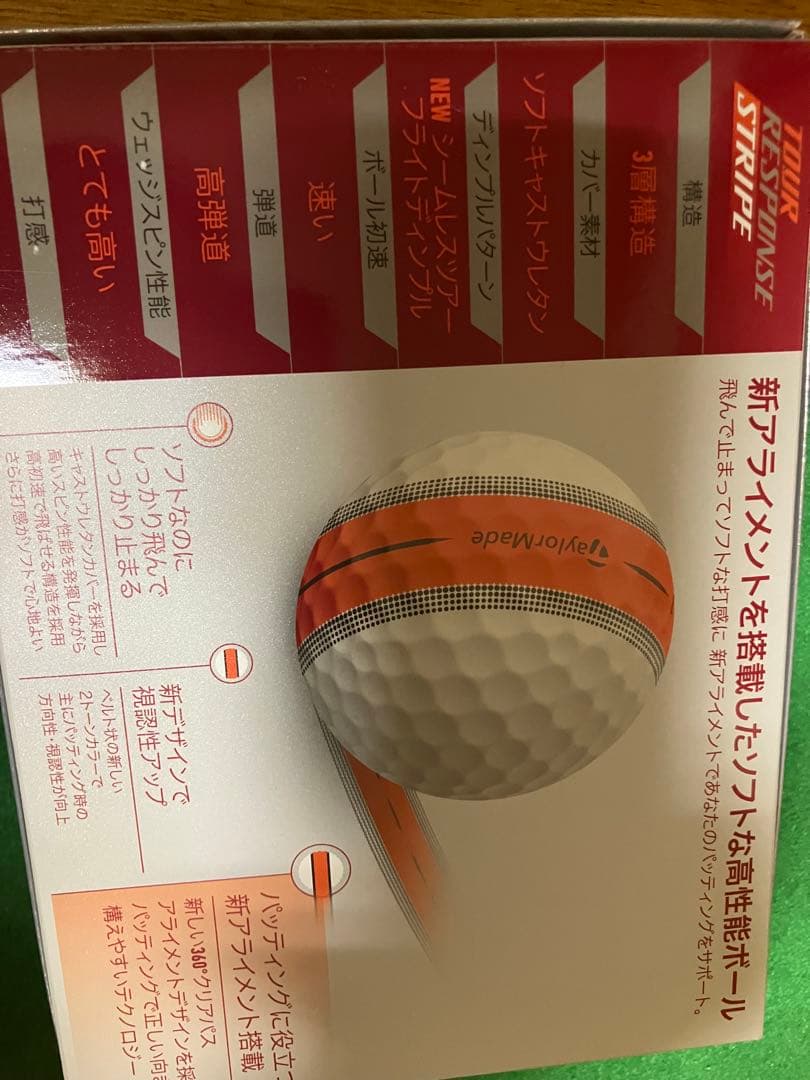 TOUR
RESPONSE
STRIPE
構造
3層構造
カバー素材
ソフトキャストウレタン
ディンプルパターン
NEW シームレスツアー
フライトディンプル
ボール初速
速い
弾道
高弾道
ウェッジスピン性能
とても高い
打感
新アライメントを搭載したソフトな高性能ボール
飛んで止まってソフトな打感に 新アライメントであなたのパッティングをサポート。
TaylorMade
ソフトなのに
しっかり飛んで
しっかり止まる
キャストウレタンカバーを採用し
高いスピン性能を発揮しながら
高初速で飛ばせる構造を採用
さらに打感がソフトで心地よい
新デザインで
視認性アップ
ベルト状の新しい
2トーンカラーで
主にパッティング時の
方向性・視認性が向上
パッティングに役立つ
新アライメント搭載
新しい360°クリアパス
アライメントデザインを採
パッティングで正しい向き
構えやすいテクノロジー